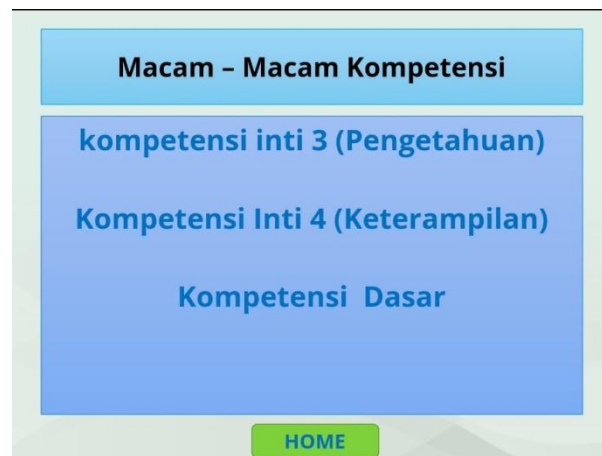 Macam – Macam Kompetensi
kompetensi inti 3 (Pengetahuan)
Kompetensi Inti 4 (Keterampilan)
Kompetensi Dasar
HOME